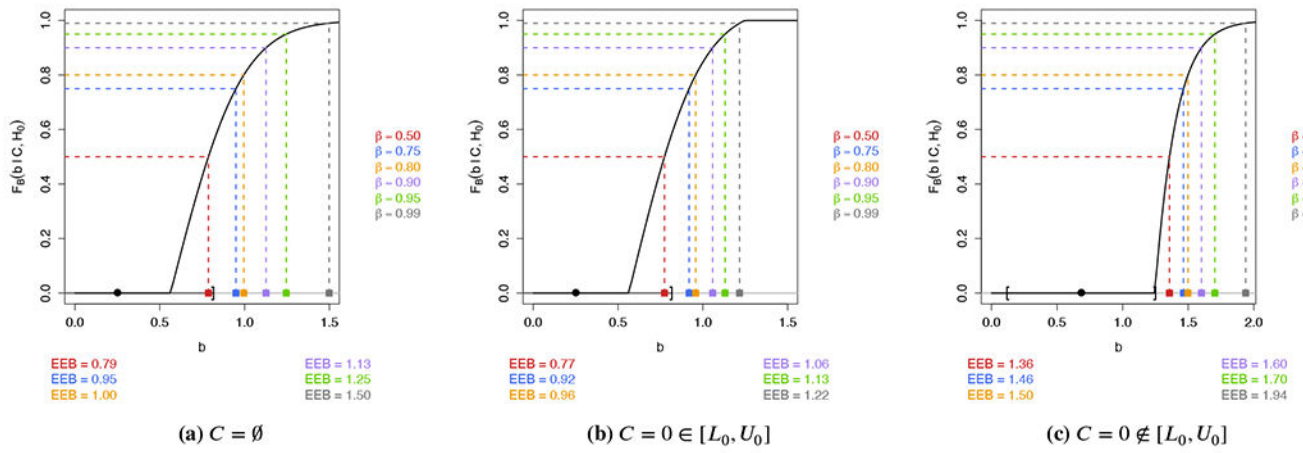 F_B(b | C, H_0)
0.0 0.2 0.4 0.6 0.8 1.0
0.0 0.5 1.0 1.5
b
β = 0.50
β = 0.75
β = 0.80
β = 0.90
β = 0.95
β = 0.99
EEB = 0.79 EEB = 1.13
EEB = 0.95 EEB = 1.25
EEB = 1.00 EEB = 1.50
(a) C = ∅
F_B(b | C, H_0)
0.0 0.2 0.4 0.6 0.8 1.0
0.0 0.5 1.0 1.5
b
β = 0.50
β = 0.75
β = 0.80
β = 0.90
β = 0.95
β = 0.99
EEB = 0.77 EEB = 1.06
EEB = 0.92 EEB = 1.13
EEB = 0.96 EEB = 1.22
(b) C = 0 ∈ [L_0, U_0]
F_B(b | C, H_0)
0.0 0.2 0.4 0.6 0.8 1.0
0.0 0.5 1.0 1.5 2.0
b
β =
β =
β =
β =
β =
β =
EEB = 1.36 EEB = 1.60
EEB = 1.46 EEB = 1.70
EEB = 1.50 EEB = 1.94
(c) C = 0 ∉ [L_0, U_0]